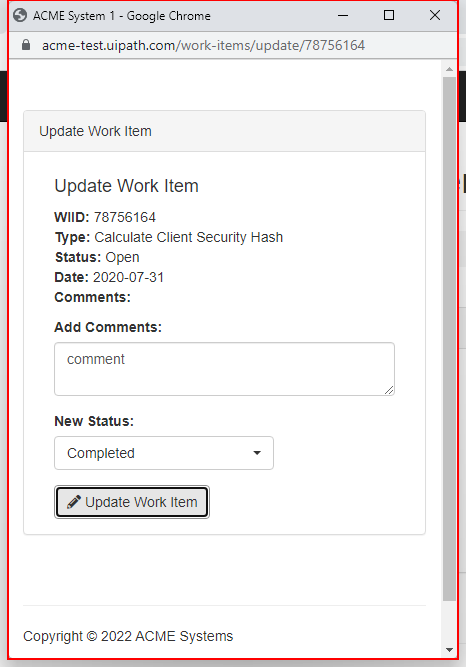 ACME System 1 - Google Chrome
acme-test.uipath.com/work-items/update/78756164
Update Work Item
Update Work Item
WIID: 78756164
Type: Calculate Client Security Hash
Status: Open
Date: 2020-07-31
Comments:
Add Comments:
comment
New Status:
Completed
Update Work Item
Copyright © 2022 ACME Systems